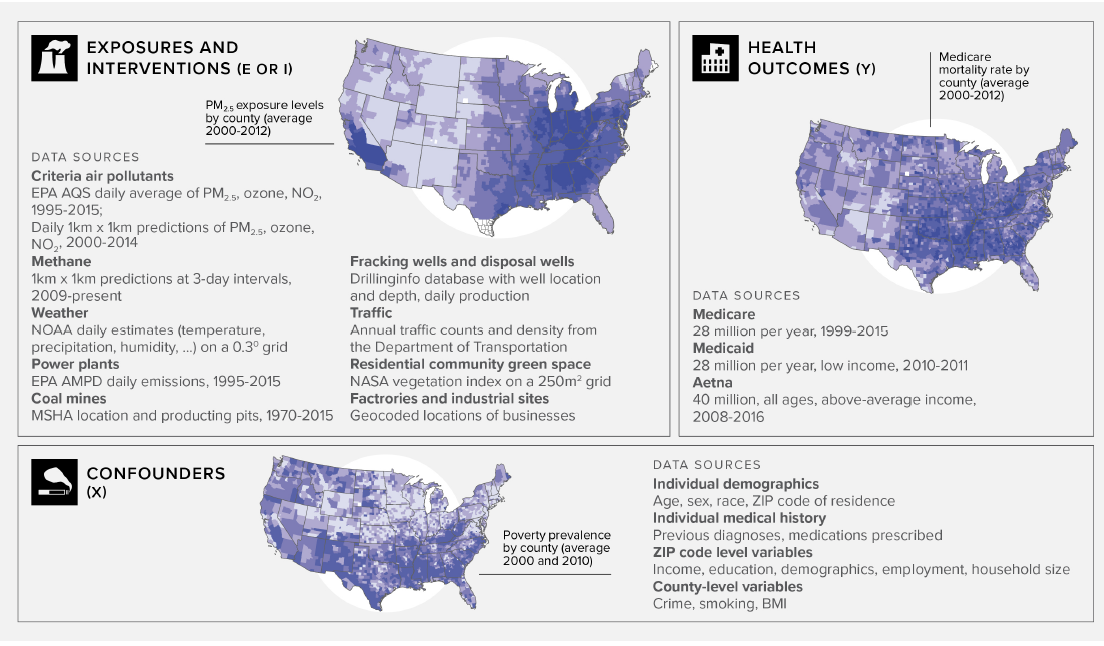 EXPOSURES AND
INTERVENTIONS (E OR I)
PM2.5 exposure levels
by county (average
2000-2012)
DATA SOURCES
Criteria air pollutants
EPA AQS daily average of PM2.5, ozone, NO2,
1995-2015;
Daily 1km x 1km predictions of PM2.5, ozone,
NO2, 2000-2014
Methane
1km x 1km predictions at 3-day intervals,
2009-present
Weather
NOAA daily estimates (temperature,
precipitation, humidity, ...) on a 0.3⁰ grid
Power plants
EPA AMPD daily emissions, 1995-2015
Coal mines
MSHA location and producting pits, 1970-2015
Fracking wells and disposal wells
Drillinginfo database with well location
and depth, daily production
Traffic
Annual traffic counts and density from
the Department of Transportation
Residential community green space
NASA vegetation index on a 250m² grid
Factrories and industrial sites
Geocoded locations of businesses
HEALTH
OUTCOMES (Y)
Medicare
mortality rate by
county (average
2000-2012)
DATA SOURCES
Medicare
28 million per year, 1999-2015
Medicaid
28 million per year, low income, 2010-2011
Aetna
40 million, all ages, above-average income,
2008-2016
CONFOUNDERS
(X)
Poverty prevalence
by county (average
2000 and 2010)
DATA SOURCES
Individual demographics
Age, sex, race, ZIP code of residence
Individual medical history
Previous diagnoses, medications prescribed
ZIP code level variables
Income, education, demographics, employment, household size
County-level variables
Crime, smoking, BMI